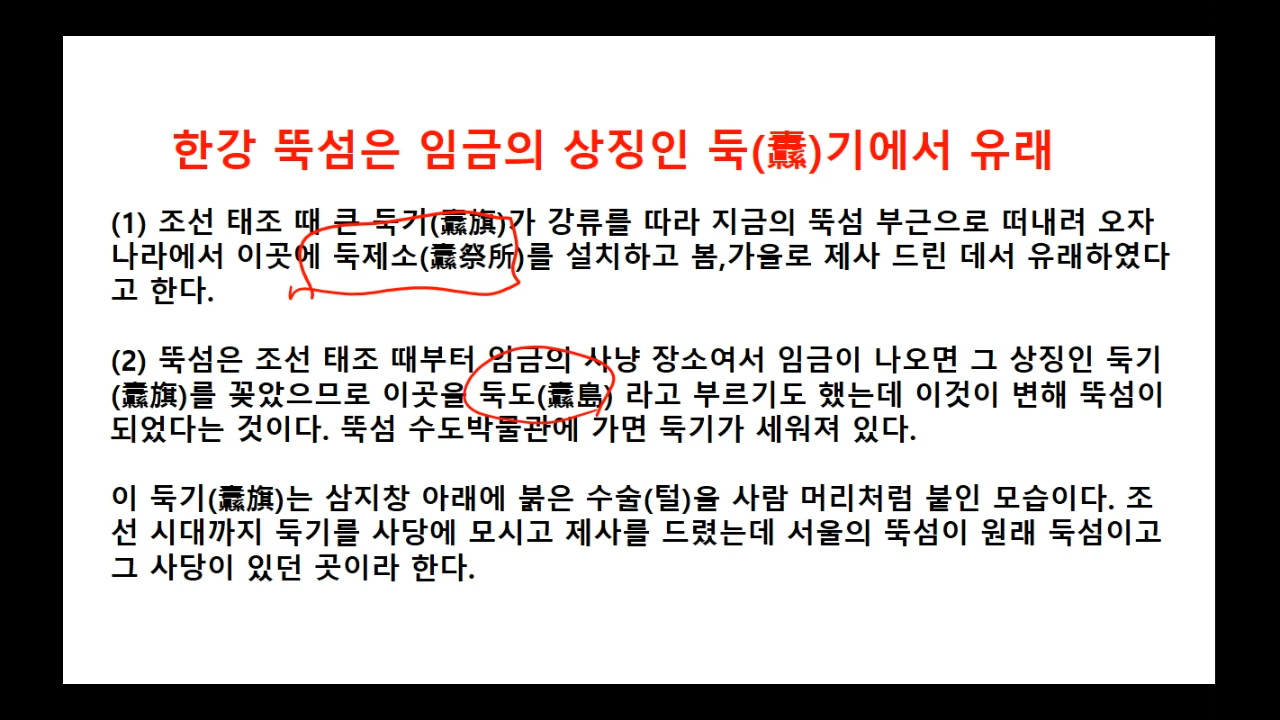 한강 뚝섬은 임금의 상징인 둑(纛)기에서 유래
(1) 조선 태조 때 큰 둑기(纛旗)가 강류를 따라 지금의 뚝섬 부근으로 떠내려 오자
나라에서 이곳에 둑제소(纛祭所)를 설치하고 봄,가을로 제사 드린 데서 유래하였다
고 한다.
(2) 뚝섬은 조선 태조 때부터 임금의 사냥 장소여서 임금이 나오면 그 상징인 둑기
(纛旗)를 꽂았으므로 이곳을 둑도(纛島) 라고 부르기도 했는데 이것이 변해 뚝섬이
되었다는 것이다. 뚝섬 수도박물관에 가면 둑기가 세워져 있다.
이 둑기(纛旗)는 삼지창 아래에 붉은 수술(털)을 사람 머리처럼 붙인 모습이다. 조
선 시대까지 둑기를 사당에 모시고 제사를 드렸는데 서울의 뚝섬이 원래 둑섬이고
그 사당이 있던 곳이라 한다.